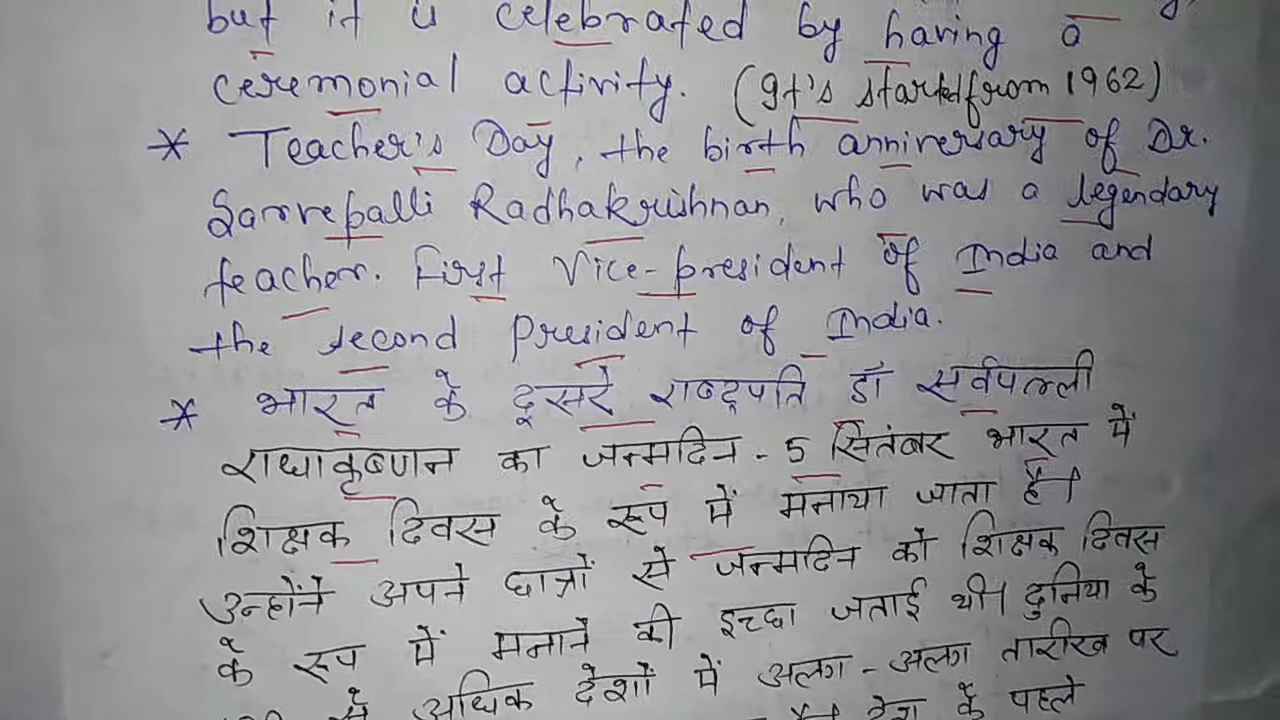 but it is celebrated by having a
ceremonial activity. (It's started from 1962)
* Teacher's Day, the birth anniversary of Dr.
Sarvepalli Radhakrishnan, who was a legendary
teacher. First Vice-president of India and
the second President of India.
* भारत के दूसरे राष्ट्रपति डॉ सर्वपल्ली
राधाकृष्णन का जन्मदिन - 5 सितंबर भारत में
शिक्षक दिवस के रूप में मनाया जाता है।
उन्होंने अपने छात्रों से जन्मदिन को शिक्षक दिवस
के रूप में मनाने की इच्छा जताई थी। दुनिया के
से अधिक देशों में अलग - अलग तारीख पर
के पहले